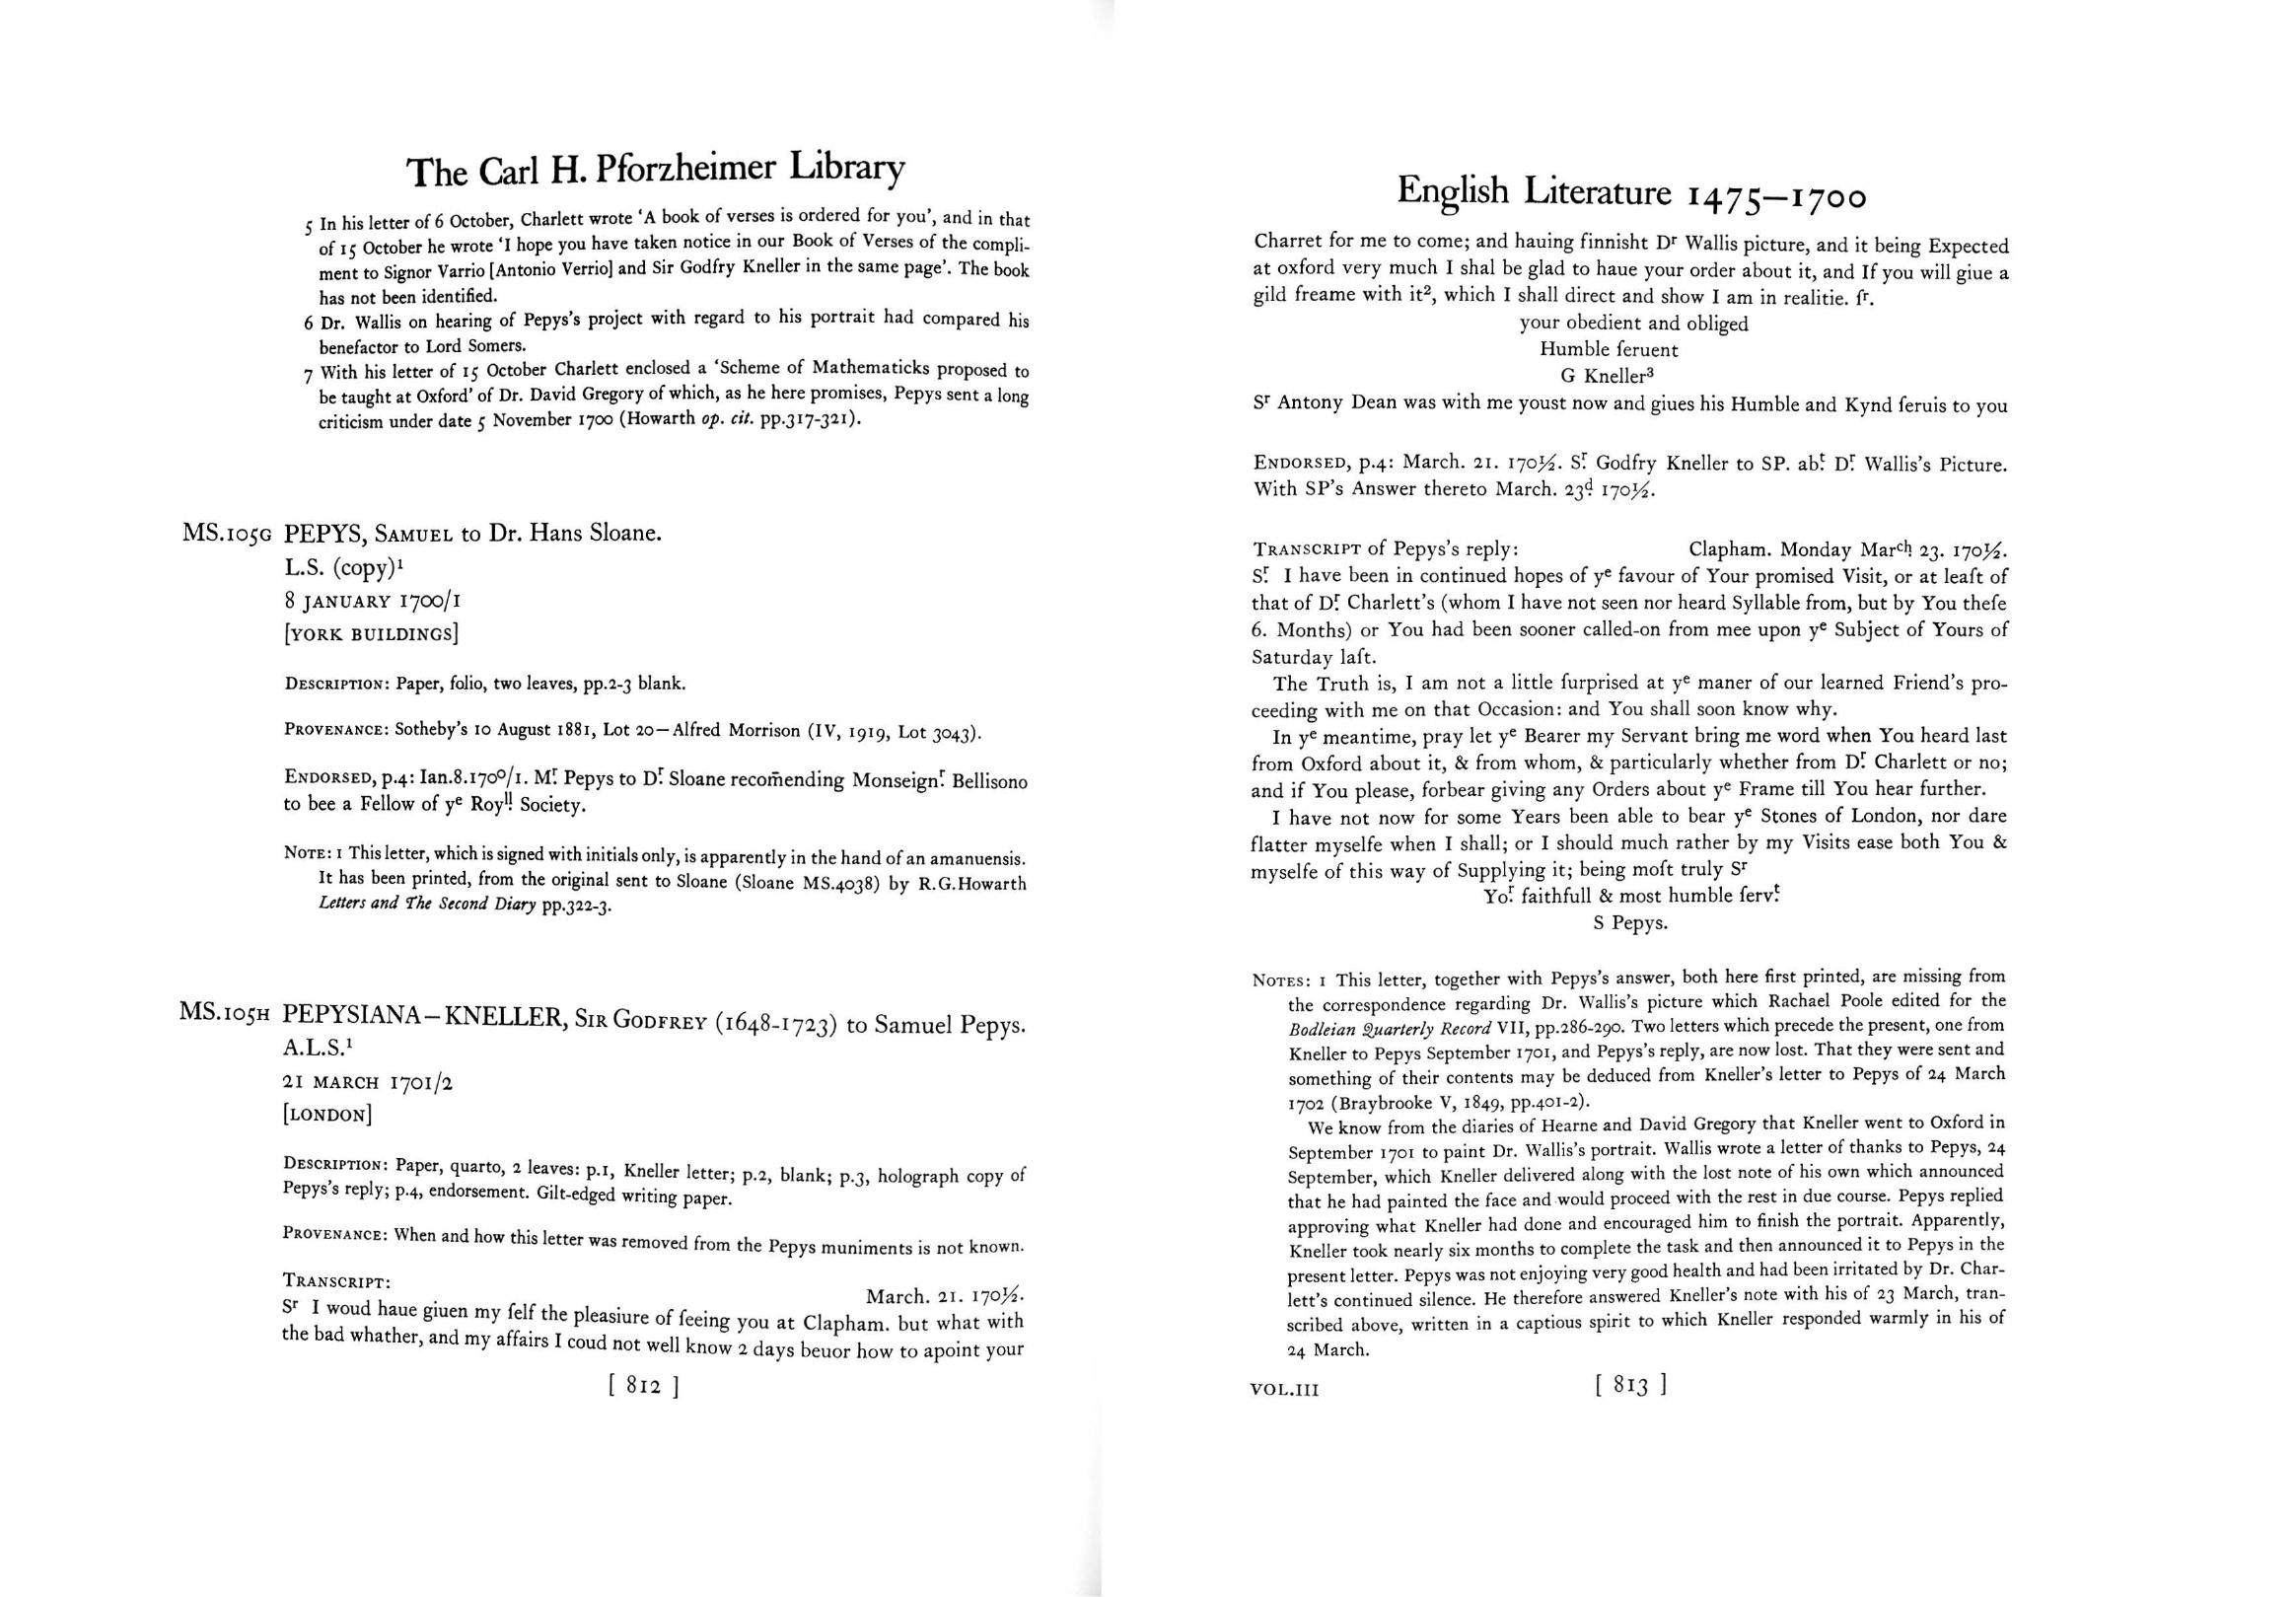 The Carl H. Pforzheimer Library
5 In his letter of 6 October, Charlett wrote ‘A book of verses is ordered for you’, and in that
of 15 October he wrote ‘I hope you have taken notice in our Book of Verses of the compli-
ment to Signor Varrio [Antonio Verrio] and Sir Godfry Kneller in the same page’. The book
has not been identified.
6 Dr. Wallis on hearing of Pepys’s project with regard to his portrait had compared his
benefactor to Lord Somers.
7 With his letter of 15 October Charlett enclosed a ‘Scheme of Mathematicks proposed to
be taught at Oxford’ of Dr. David Gregory of which, as he here promises, Pepys sent a long
criticism under date 5 November 1700 (Howarth op. cit. pp.317-321).
MS.105G PEPYS, Samuel to Dr. Hans Sloane.
L.S. (copy)¹
8 JANUARY 1700/1
[YORK BUILDINGS]
Description: Paper, folio, two leaves, pp.2-3 blank.
Provenance: Sotheby’s 10 August 1881, Lot 20—Alfred Morrison (IV, 1919, Lot 3043).
Endorsed, p.4: Ian.8.170⁰/1. Mʳ. Pepys to Dʳ. Sloane recom̃ending Monseignʳ. Bellisono
to bee a Fellow of yᵉ Royˡˡ. Society.
Note: 1 This letter, which is signed with initials only, is apparently in the hand of an amanuensis.
It has been printed, from the original sent to Sloane (Sloane MS.4038) by R.G.Howarth
Letters and The Second Diary pp.322-3.
MS.105H PEPYSIANA—KNELLER, Sir Godfrey (1648-1723) to Samuel Pepys.
A.L.S.¹
21 MARCH 1701/2
[LONDON]
Description: Paper, quarto, 2 leaves: p.1, Kneller letter; p.2, blank; p.3, holograph copy of
Pepys’s reply; p.4, endorsement. Gilt-edged writing paper.
Provenance: When and how this letter was removed from the Pepys muniments is not known.
Transcript:
March. 21. 170½.
Sʳ I woud haue giuen my ſelf the pleasiure of ſeeing you at Clapham. but what with
the bad whather, and my affairs I coud not well know 2 days beuor how to apoint your
[ 812 ]
English Literature 1475—1700
Charret for me to come; and hauing finnisht Dʳ Wallis picture, and it being Expected
at oxford very much I shal be glad to haue your order about it, and If you will giue a
gild freame with it², which I shall direct and show I am in realitie. ſʳ.
your obedient and obliged
Humble ſeruent
G Kneller³
Sʳ Antony Dean was with me youst now and giues his Humble and Kynd ſeruis to you
Endorsed, p.4: March. 21. 170½. Sʳ. Godfry Kneller to SP. abᵗ. Dʳ. Wallis’s Picture.
With SP’s Answer thereto March. 23ᵈ. 170½.
Transcript of Pepys’s reply: Clapham. Monday Marᶜʰ. 23. 170½.
Sʳ. I have been in continued hopes of yᵉ favour of Your promised Visit, or at leaſt of
that of Dʳ. Charlett’s (whom I have not seen nor heard Syllable from, but by You theſe
6. Months) or You had been sooner called-on from mee upon yᵉ Subject of Yours of
Saturday laſt.
The Truth is, I am not a little ſurprised at yᵉ maner of our learned Friend’s pro-
ceeding with me on that Occasion: and You shall soon know why.
In yᵉ meantime, pray let yᵉ Bearer my Servant bring me word when You heard last
from Oxford about it, & from whom, & particularly whether from Dʳ. Charlett or no;
and if You please, forbear giving any Orders about yᵉ Frame till You hear further.
I have not now for some Years been able to bear yᵉ Stones of London, nor dare
flatter myselfe when I shall; or I should much rather by my Visits ease both You &
myselfe of this way of Supplying it; being moſt truly Sʳ
Yoʳ. faithfull & most humble ſervᵗ.
S Pepys.
Notes: 1 This letter, together with Pepys’s answer, both here first printed, are missing from
the correspondence regarding Dr. Wallis’s picture which Rachael Poole edited for the
Bodleian Quarterly Record VII, pp.286-290. Two letters which precede the present, one from
Kneller to Pepys September 1701, and Pepys’s reply, are now lost. That they were sent and
something of their contents may be deduced from Kneller’s letter to Pepys of 24 March
1702 (Braybrooke V, 1849, pp.401-2).
We know from the diaries of Hearne and David Gregory that Kneller went to Oxford in
September 1701 to paint Dr. Wallis’s portrait. Wallis wrote a letter of thanks to Pepys, 24
September, which Kneller delivered along with the lost note of his own which announced
that he had painted the face and would proceed with the rest in due course. Pepys replied
approving what Kneller had done and encouraged him to finish the portrait. Apparently,
Kneller took nearly six months to complete the task and then announced it to Pepys in the
present letter. Pepys was not enjoying very good health and had been irritated by Dr. Char-
lett’s continued silence. He therefore answered Kneller’s note with his of 23 March, tran-
scribed above, written in a captious spirit to which Kneller responded warmly in his of
24 March.
VOL.III [ 813 ]